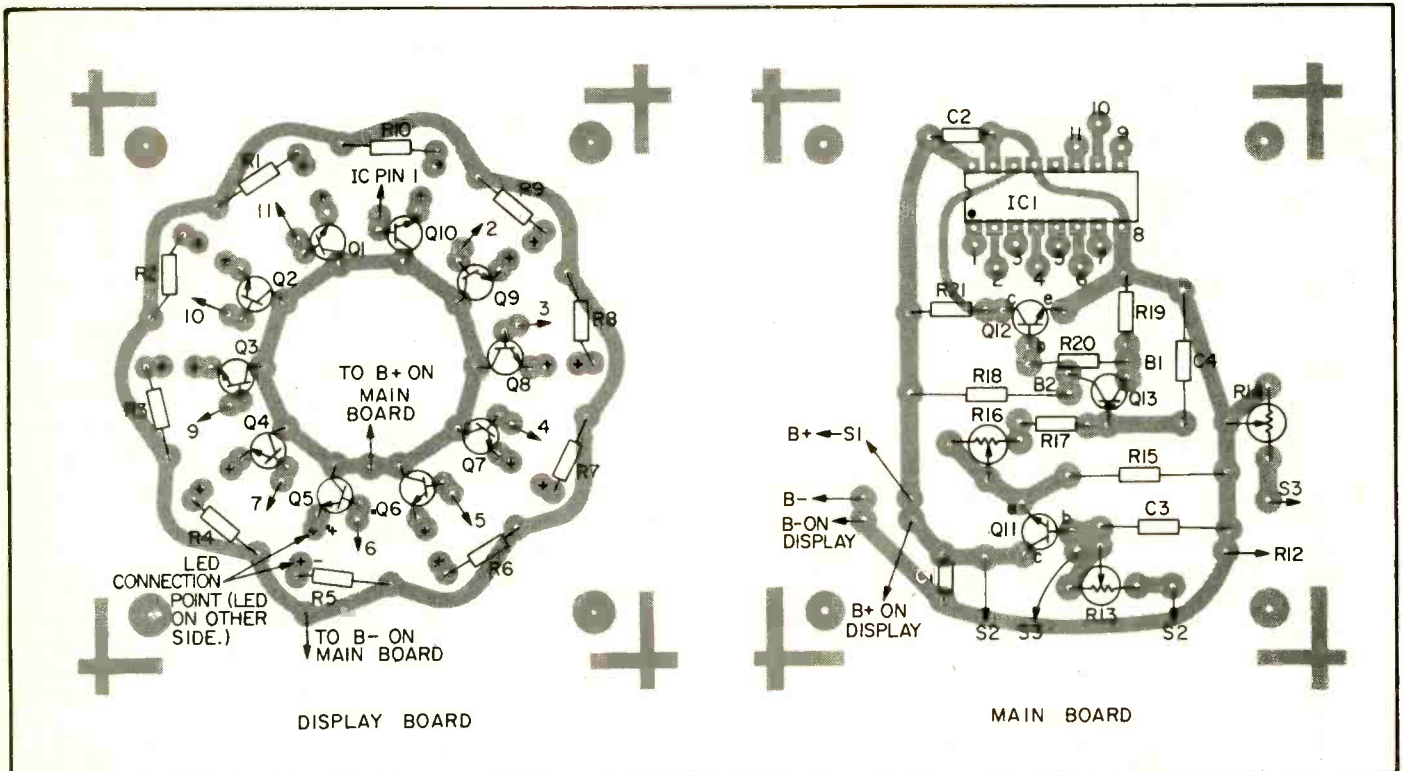 R10
R1
IC PIN 1
R9
11
Q10
2
Q1
Q2
Q9
R2
10
3
R8
Q3
Q8
TO B+ ON
MAIN
BOARD
R3
9
Q4
4
Q7
R7
7
Q5
Q6
5
R4
6
R6
LED
CONNECTION
POINT (LED
ON OTHER
SIDE.)
R5
TO B- ON
MAIN BOARD
DISPLAY BOARD
C2
10
11
9
IC1
8
1
2
3
4
5
6
7
R21
c
e
Q12
b
R19
R20
B1
C4
R18
B2
Q13
R14
R16
R17
B+
S1
R15
S3
B-
B-ON
DISPLAY
e
Q11
b
c
C3
R12
C1
R13
B+ ON
DISPLAY
S2
S3
S2
MAIN BOARD